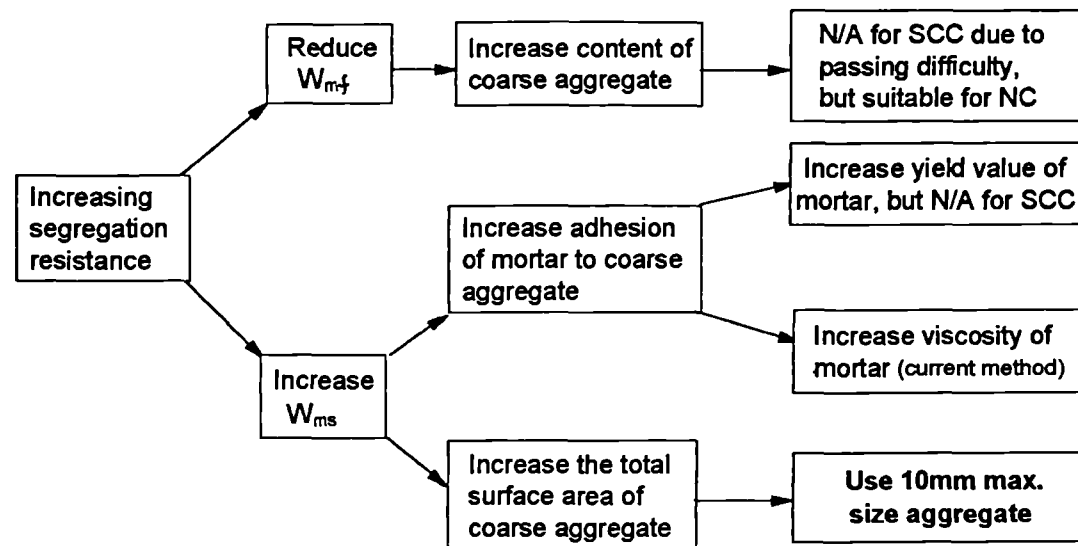 Reduce
Wm-f
Increase content of
coarse aggregate
N/A for SCC due to
passing difficulty,
but suitable for NC
Increasing
segregation
resistance
Increase adhesion
of mortar to coarse
aggregate
Increase yield value of
mortar, but N/A for SCC
Increase viscosity of
mortar (current method)
Increase
Wms
Increase the total
surface area of
coarse aggregate
Use 10mm max.
size aggregate